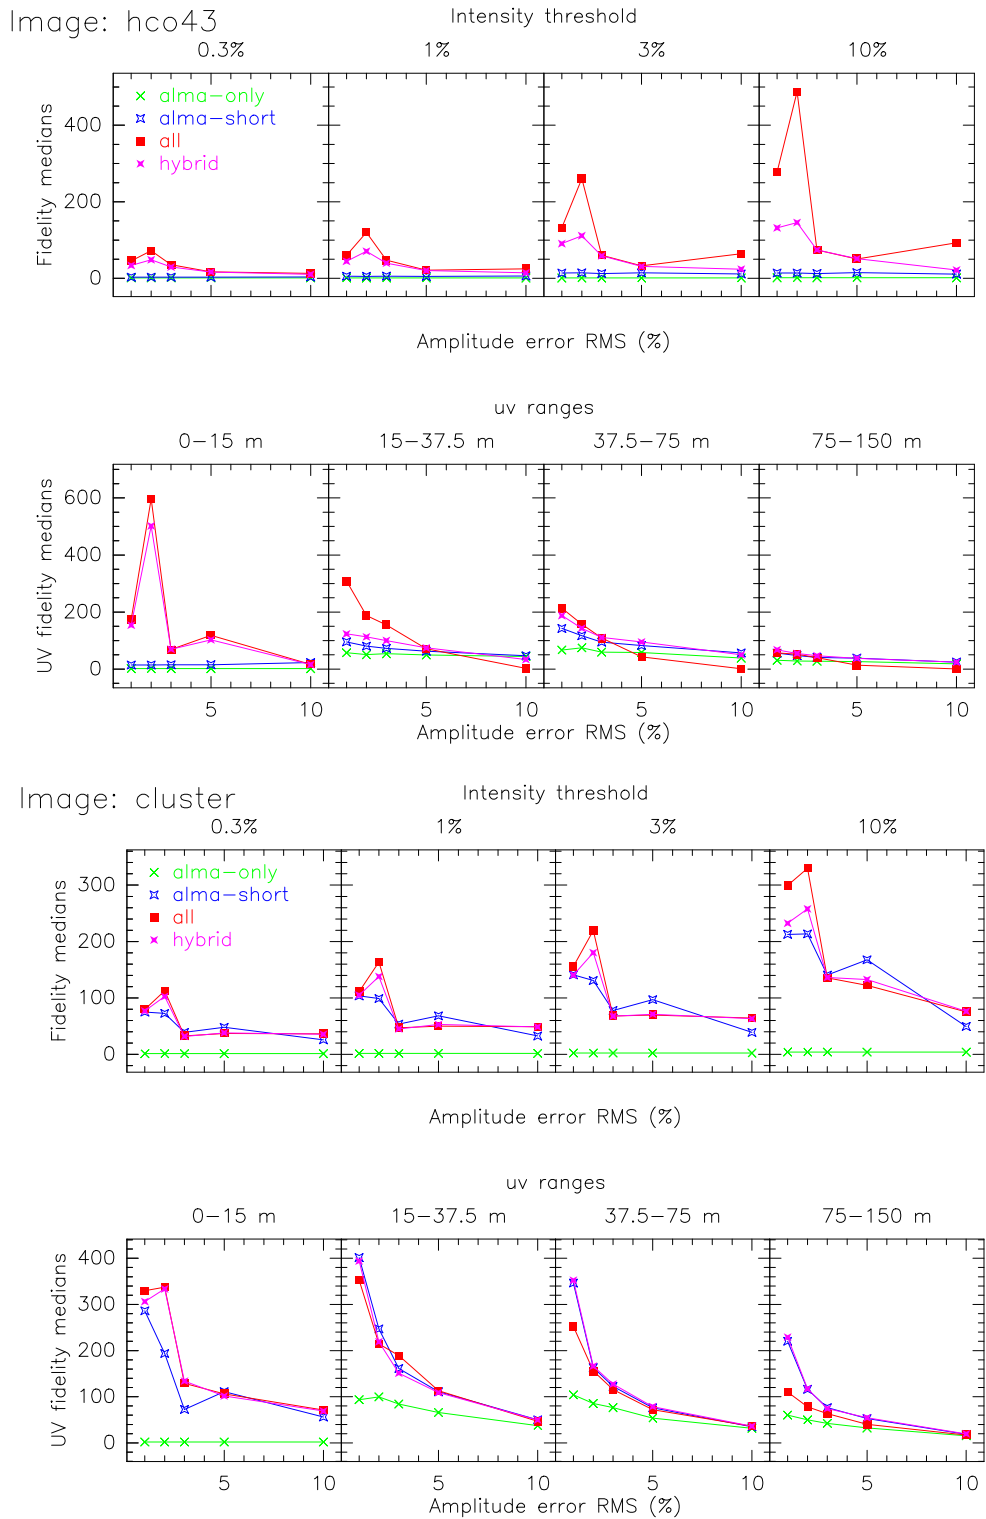 Image: hco43
Intensity threshold
0.3% 1% 3% 10%
alma-only
alma-short
all
hybrid
Fidelity medians
400
200
0
Amplitude error RMS (%)
uv ranges
0-15 m 15-37.5 m 37.5-75 m 75-150 m
UV fidelity medians
600
400
200
0
5 10 5 10 5 10 5 10
Amplitude error RMS (%)
Image: cluster
Intensity threshold
0.3% 1% 3% 10%
alma-only
alma-short
all
hybrid
Fidelity medians
300
200
100
0
Amplitude error RMS (%)
uv ranges
0-15 m 15-37.5 m 37.5-75 m 75-150 m
UV fidelity medians
400
300
200
100
0
5 10 5 10 5 10 5 10
Amplitude error RMS (%)